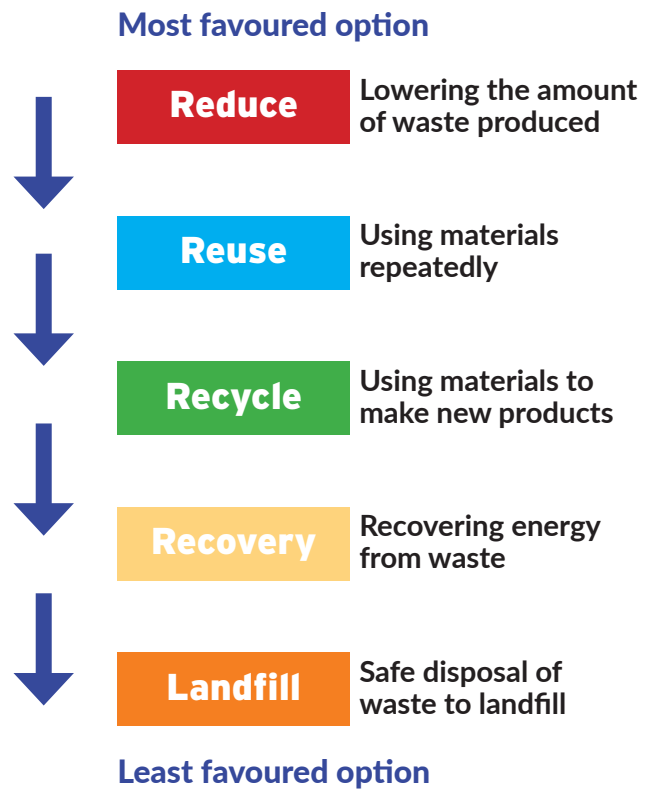 Most favoured option
Reduce
Lowering the amount
of waste produced
Reuse
Using materials
repeatedly
Recycle
Using materials to
make new products
Recovery
Recovering energy
from waste
Landfill
Safe disposal of
waste to landfill
Least favoured option